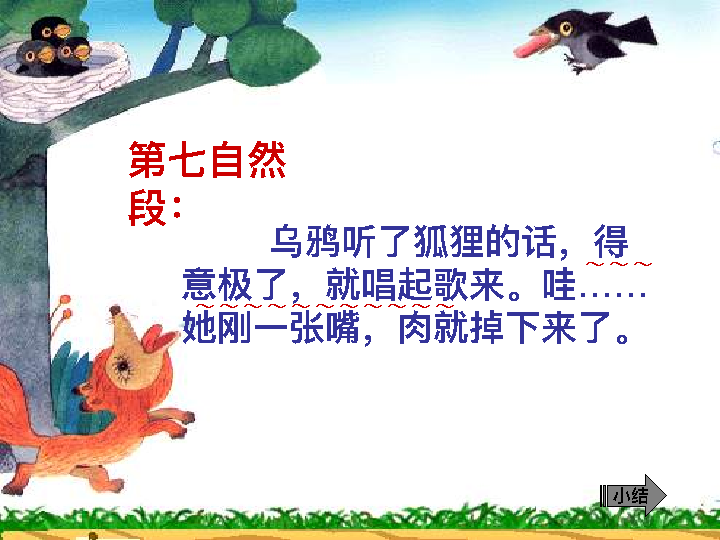 第七自然
段：
乌鸦听了狐狸的话，得
意极了，就唱起歌来。哇……
她刚一张嘴，肉就掉下来了。
小结